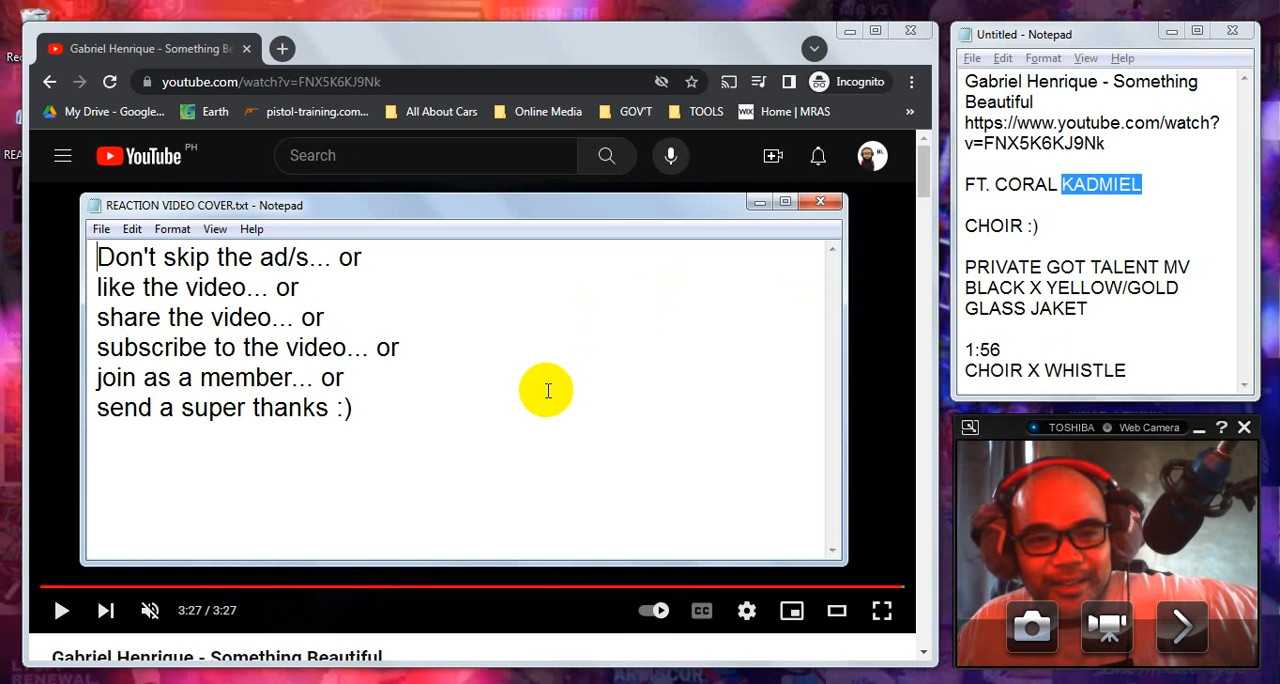 Gabriel Henrique - Something Be
youtube.com/watch?v=FNX5K6KJ9Nk
Incognito
My Drive - Google...
Earth
pistol-training.com...
All About Cars
Online Media
GOV'T
TOOLS
WIX
Home | MRAS
»
YouTube PH
Search
REACTION VIDEO COVER.txt - Notepad
File Edit Format View Help
Don't skip the ad/s... or
like the video... or
share the video... or
subscribe to the video... or
join as a member... or
send a super thanks :)
3:27 / 3:27
CC
Gabriel Henrique - Something Beautiful
Untitled - Notepad
File Edit Format View Help
Gabriel Henrique - Something
Beautiful
https://www.youtube.com/watch?
v=FNX5K6KJ9Nk
FT. CORAL KADMIEL
CHOIR :)
PRIVATE GOT TALENT MV
BLACK X YELLOW/GOLD
GLASS JAKET
1:56
CHOIR X WHISTLE
TOSHIBA Web Camera